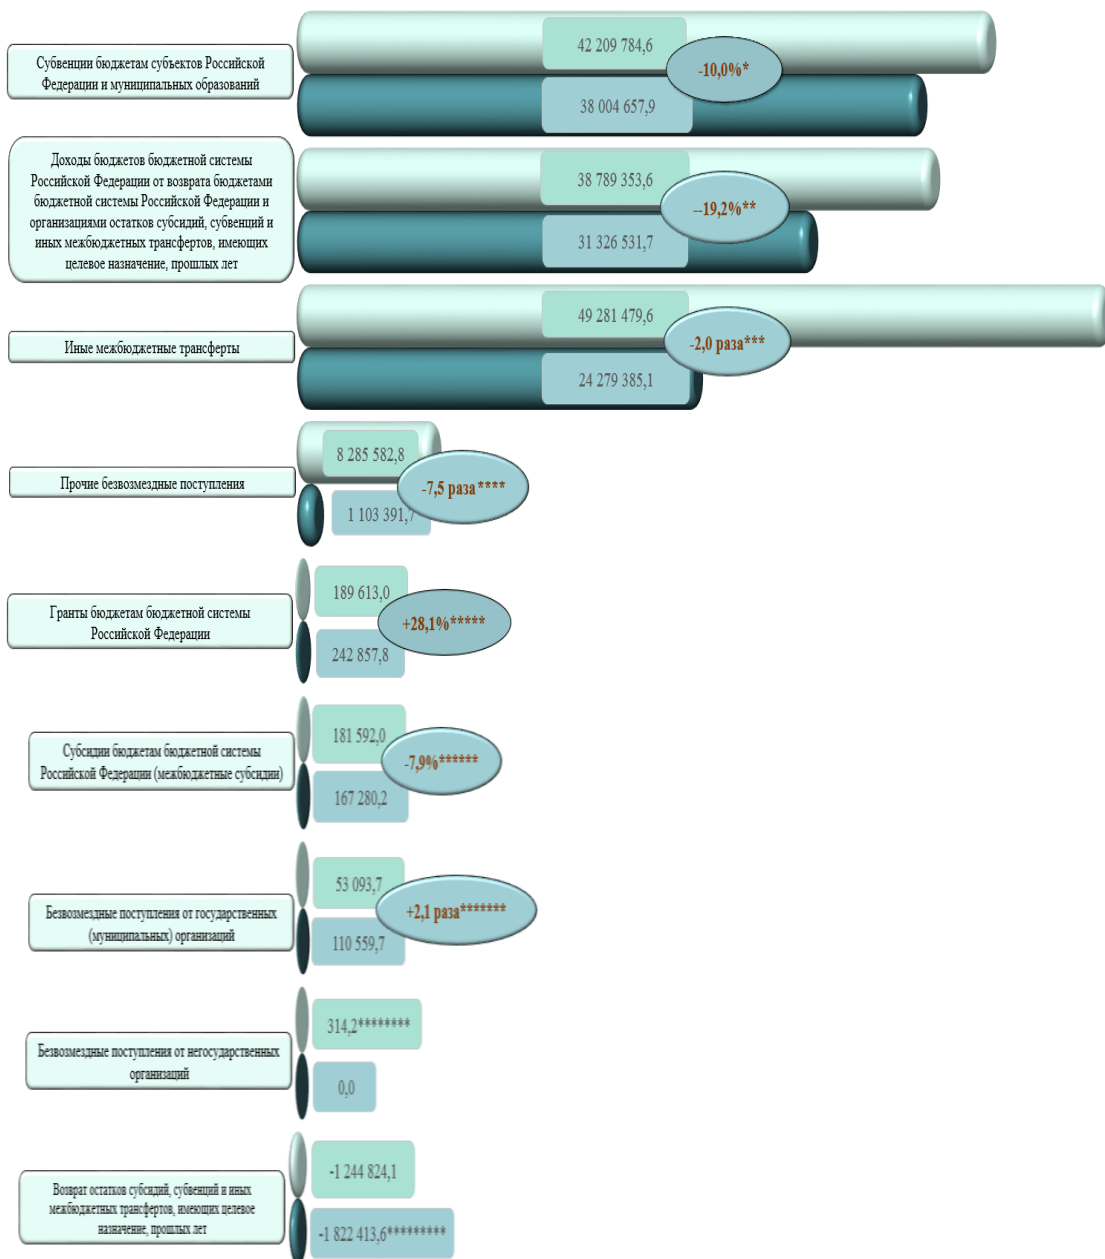 Субвенции бюджетам субъектов Российской
Федерации и муниципальных образований
42 209 784,6
-10,0%*
38 004 657,9
Доходы бюджетов бюджетной системы
Российской Федерации от возврата бюджетами
бюджетной системы Российской Федерации и
организациями остатков субсидий, субвенций и
иных межбюджетных трансфертов, имеющих
целевое назначение, прошлых лет
38 789 353,6
--19,2%**
31 326 531,7
Иные межбюджетные трансферты
49 281 479,6
-2,0 раза***
24 279 385,1
Прочие безвозмездные поступления
8 285 582,8
-7,5 раза****
1 103 391,7
Гранты бюджетам бюджетной системы
Российской Федерации
189 613,0
+28,1%*****
242 857,8
Субсидии бюджетам бюджетной системы
Российской Федерации (межбюджетные субсидии)
181 592,0
-7,9%******
167 280,2
Безвозмездные поступления от государственных
(муниципальных) организаций
53 093,7
+2,1 раза*******
110 559,7
Безвозмездные поступления от негосударственных
организаций
314,2********
0,0
Возврат остатков субсидий, субвенций и иных
межбюджетных трансфертов, имеющих целевое
назначение, прошлых лет
-1 244 824,1
-1 822 413,6*********